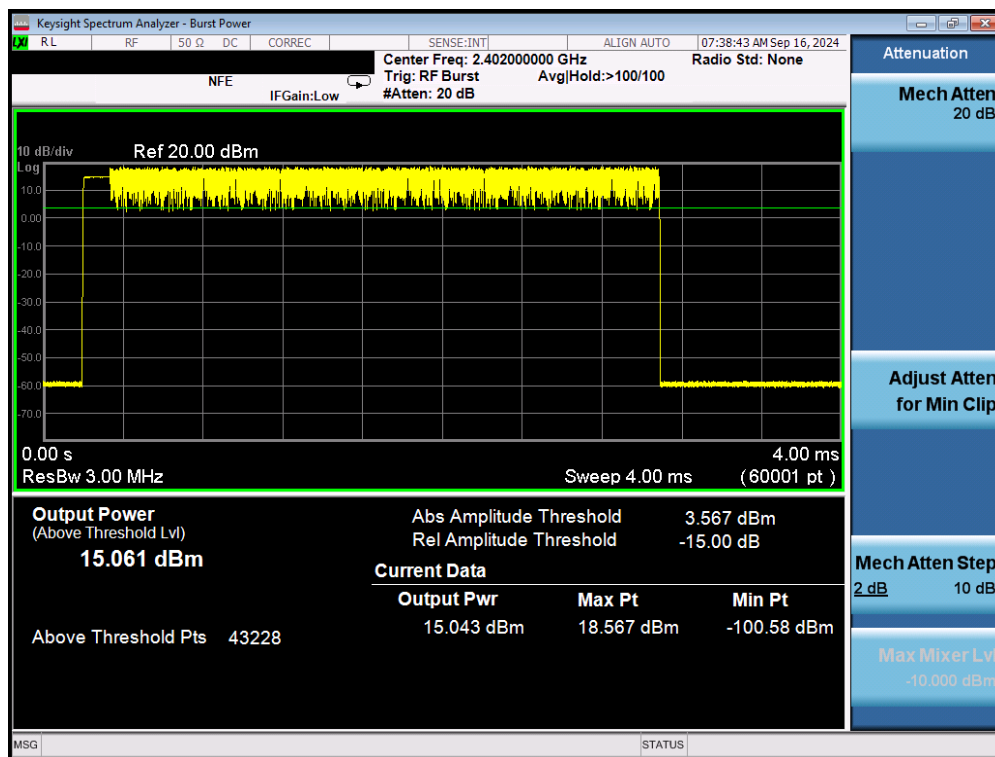 Keysight Spectrum Analyzer - Burst Power
LXI RL RF 50 Ω DC CORREC SENSE:INT ALIGN AUTO 07:38:43 AM Sep 16, 2024
Center Freq: 2.402000000 GHz Radio Std: None
NFE Trig: RF Burst Avg|Hold:>100/100
IFGain:Low #Atten: 20 dB
10 dB/div Ref 20.00 dBm
Log
10.0
0.00
-10.0
-20.0
-30.0
-40.0
-50.0
-60.0
-70.0
0.00 s 4.00 ms
ResBw 3.00 MHz Sweep 4.00 ms (60001 pt)
Output Power
(Above Threshold Lvl)
15.061 dBm
Above Threshold Pts 43228
Abs Amplitude Threshold 3.567 dBm
Rel Amplitude Threshold -15.00 dB
Current Data
Output Pwr Max Pt Min Pt
15.043 dBm 18.567 dBm -100.58 dBm
MSG STATUS
Attenuation
Mech Atten
20 dB
Adjust Atten
for Min Clip
Mech Atten Step
2 dB 10 dB
Max Mixer Lvl
-10.000 dBm